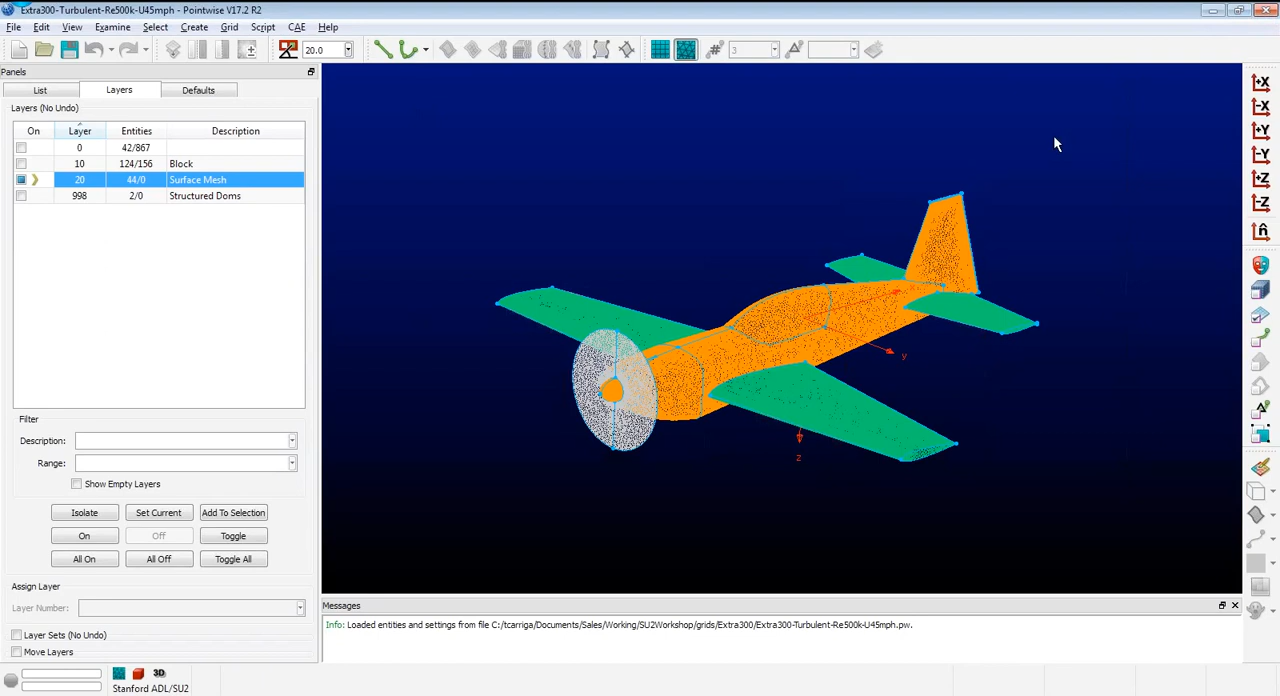 Extra300-Turbulent-Re500k-U45mph - Pointwise V17.2 R2
File Edit View Examine Select Create Grid Script CAE Help
20.0 3
Panels
List Layers Defaults
Layers (No Undo)
On Layer Entities Description
0 42/867
10 124/156 Block
20 44/0 Surface Mesh
998 2/0 Structured Doms
Filter
Description:
Range:
Show Empty Layers
Isolate Set Current Add To Selection
On Off Toggle
All On All Off Toggle All
Assign Layer
Layer Number:
Layer Sets (No Undo)
Move Layers
3D
Stanford ADL/SU2
y
z
Messages
Info: Loaded entities and settings from file C:/tcarriga/Documents/Sales/Working/SU2Workshop/grids/Extra300/Extra300-Turbulent-Re500k-U45mph.pw.
+X
-X
+Y
-Y
+Z
-Z
n̂